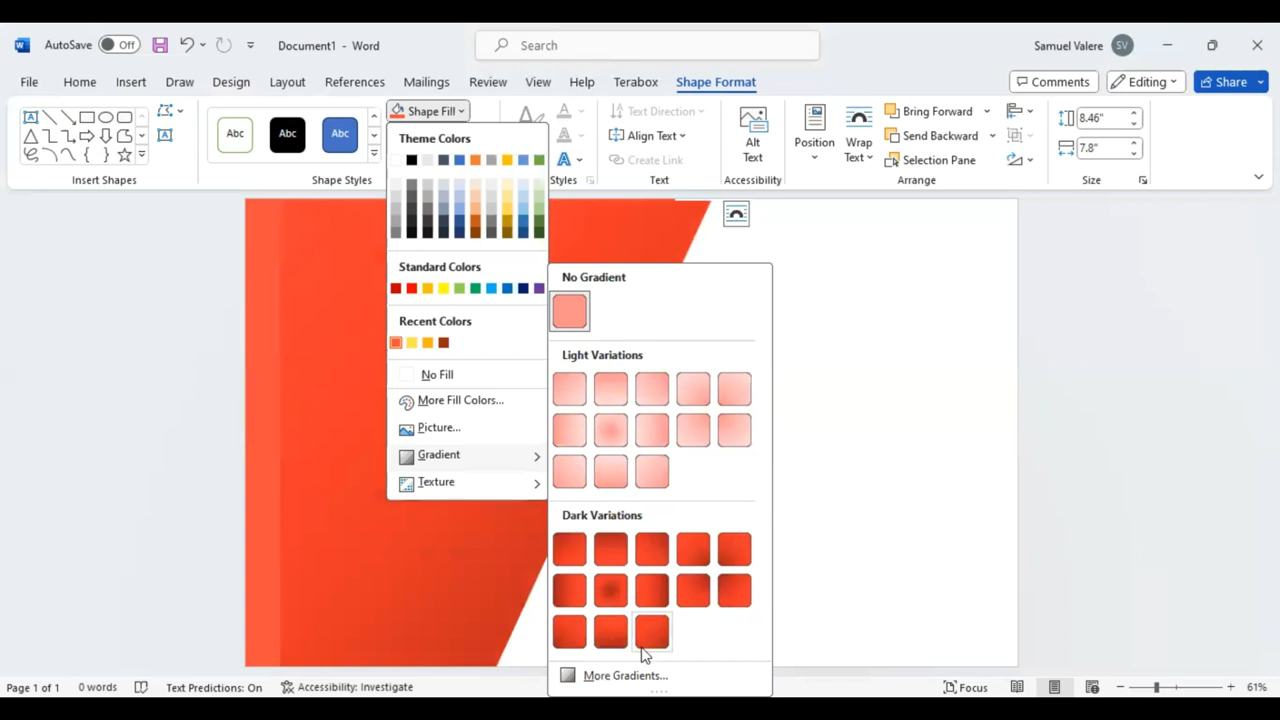 AutoSave Off Document1 - Word Search Samuel Valere SV
File Home Insert Draw Design Layout References Mailings Review View Help Terabox Shape Format Comments Editing Share
Abc Abc Abc Shape Fill Text Direction Align Text Create Link Alt Text Position Wrap Text Bring Forward Send Backward Selection Pane 8.46" 7.8"
Insert Shapes Shape Styles Styles Text Accessibility Arrange Size
Theme Colors
Standard Colors
Recent Colors
No Fill
More Fill Colors...
Picture...
Gradient
Texture
No Gradient
Light Variations
Dark Variations
More Gradients...
Page 1 of 1 0 words Text Predictions: On Accessibility: Investigate Focus 61%